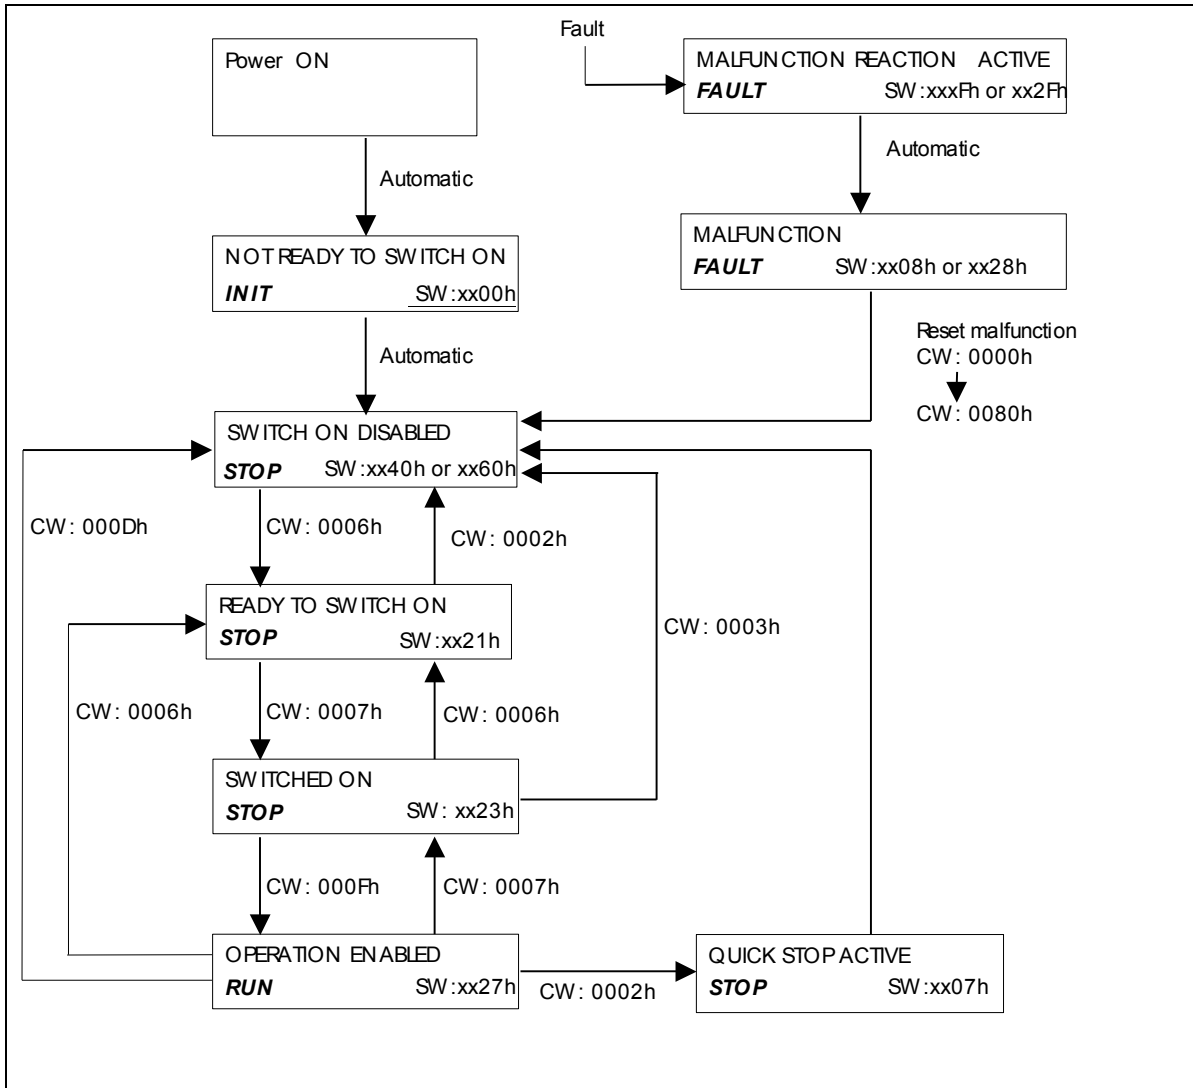 Power ON
Fault
MALFUNCTION REACTION ACTIVE
FAULT SW:xxxFh or xx2Fh
Automatic
Automatic
NOT READY TO SWITCH ON
INIT SW:xx00h
MALFUNCTION
FAULT SW:xx08h or xx28h
Automatic
Reset malfunction
CW: 0000h
CW: 0080h
SWITCH ON DISABLED
STOP SW:xx40h or xx60h
CW: 000Dh
CW: 0006h
CW: 0002h
READY TO SWITCH ON
STOP SW:xx21h
CW: 0003h
CW: 0006h
CW: 0007h
CW: 0006h
SWITCHED ON
STOP SW: xx23h
CW: 000Fh
CW: 0007h
OPERATION ENABLED
RUN SW:xx27h
CW: 0002h
QUICK STOP ACTIVE
STOP SW:xx07h